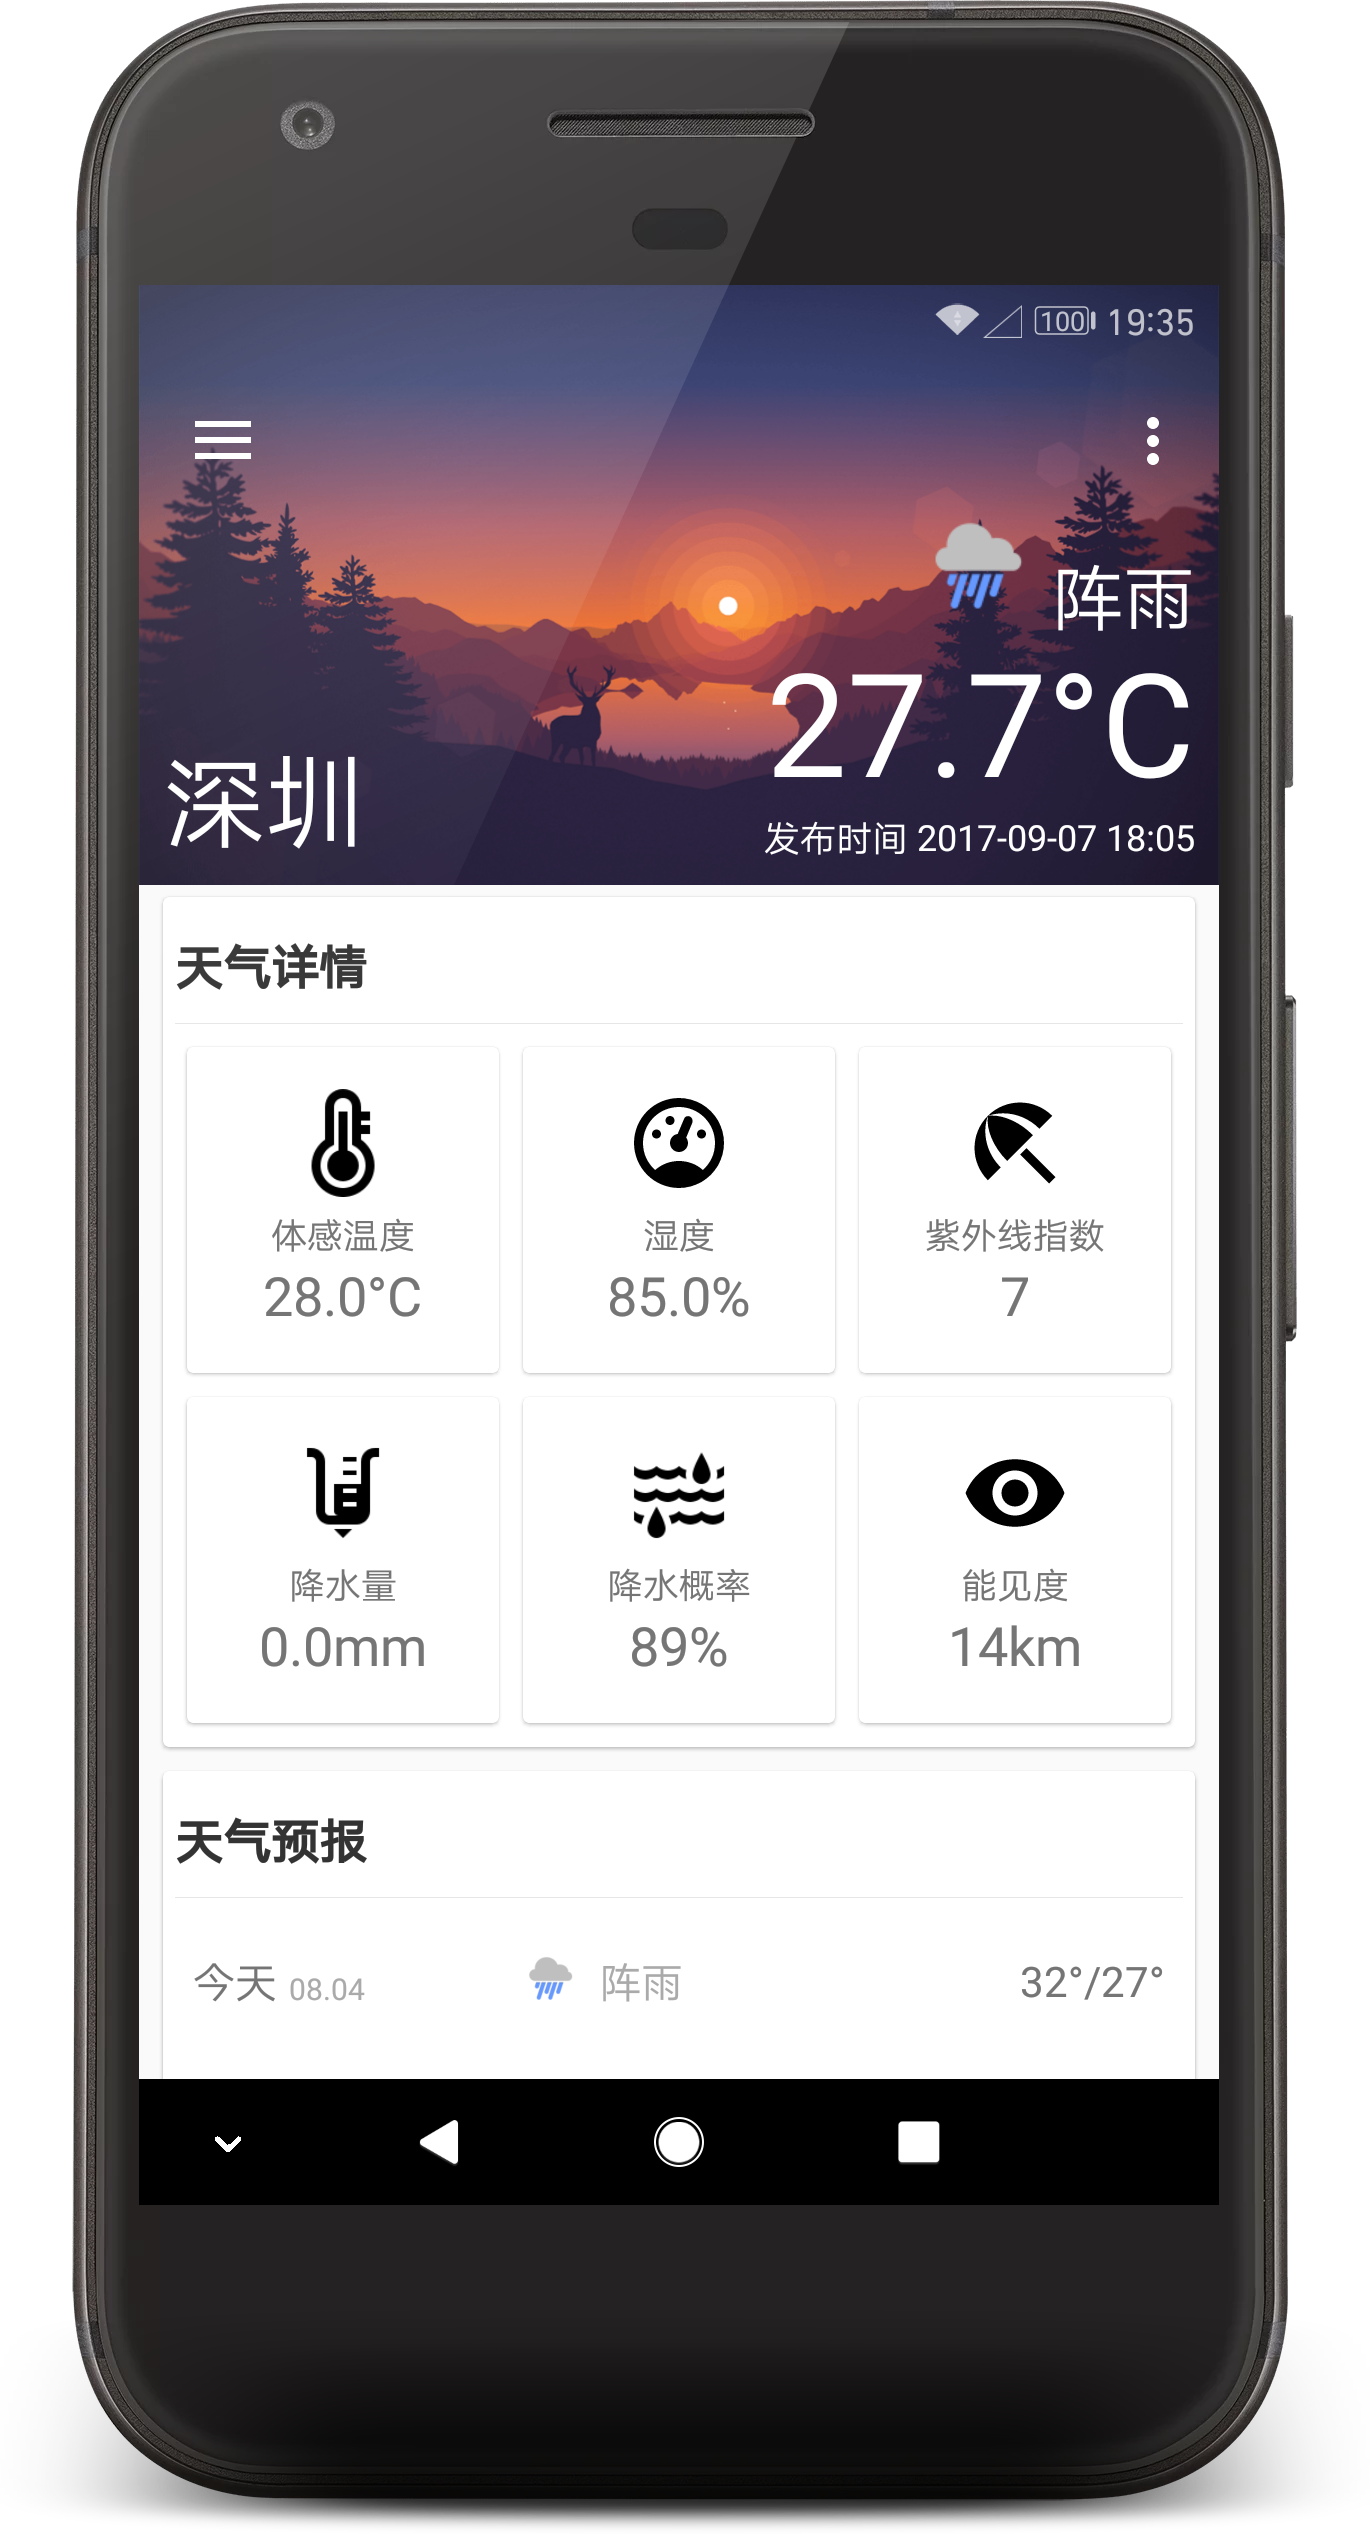 100 19:35
阵雨
27.7°C
深圳
发布时间 2017-09-07 18:05
天气详情
体感温度 湿度 紫外线指数
28.0°C 85.0% 7
降水量 降水概率 能见度
0.0mm 89% 14km
天气预报
今天 08.04 阵雨 32°/27°